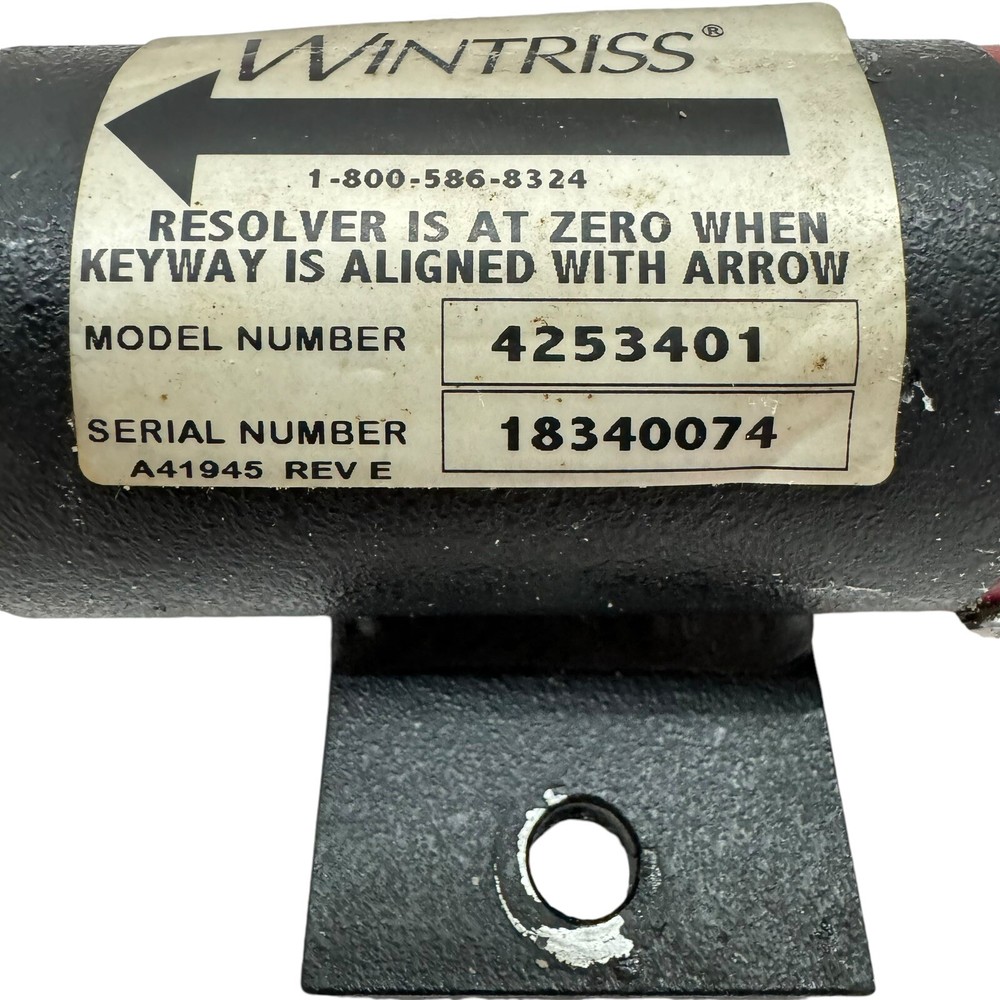 WINTRISS®
1-800-586-8324
RESOLVER IS AT ZERO WHEN
KEYWAY IS ALIGNED WITH ARROW
MODEL NUMBER 4253401
SERIAL NUMBER 18340074
A41945 REV E